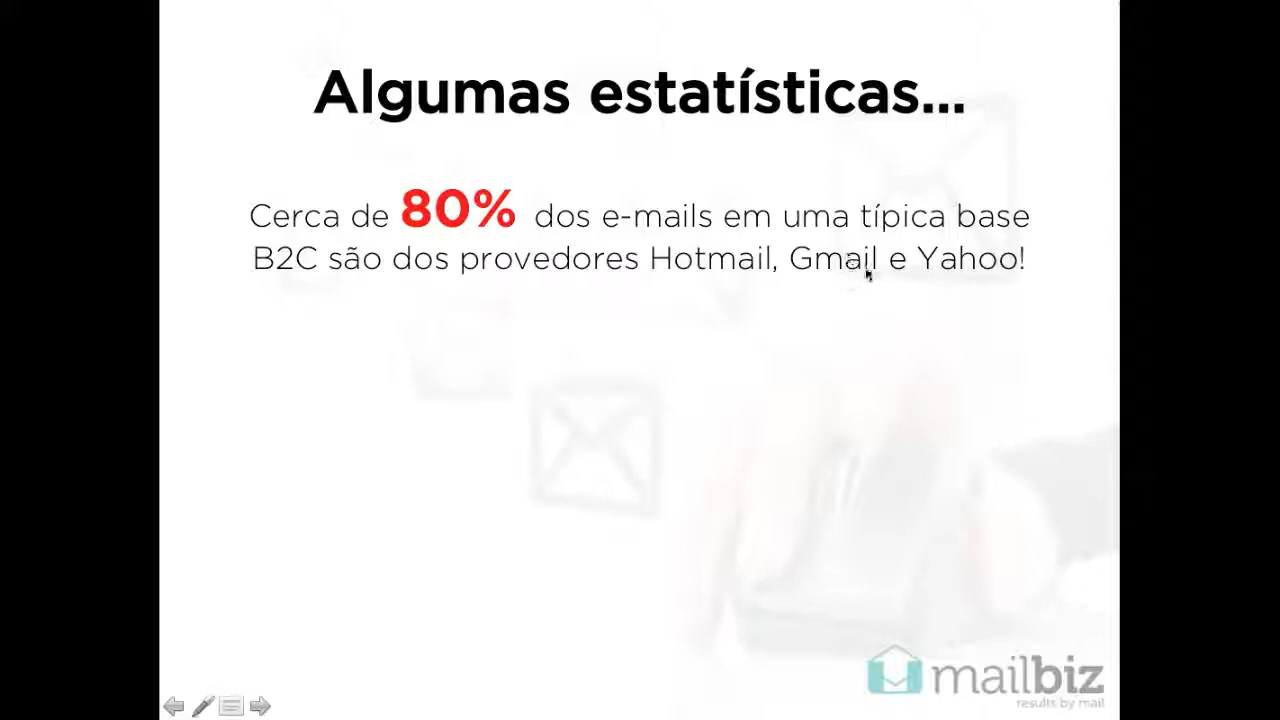 Algumas estatísticas...
Cerca de 80% dos e-mails em uma típica base
B2C são dos provedores Hotmail, Gmail e Yahoo!
mailbiz
results by mail